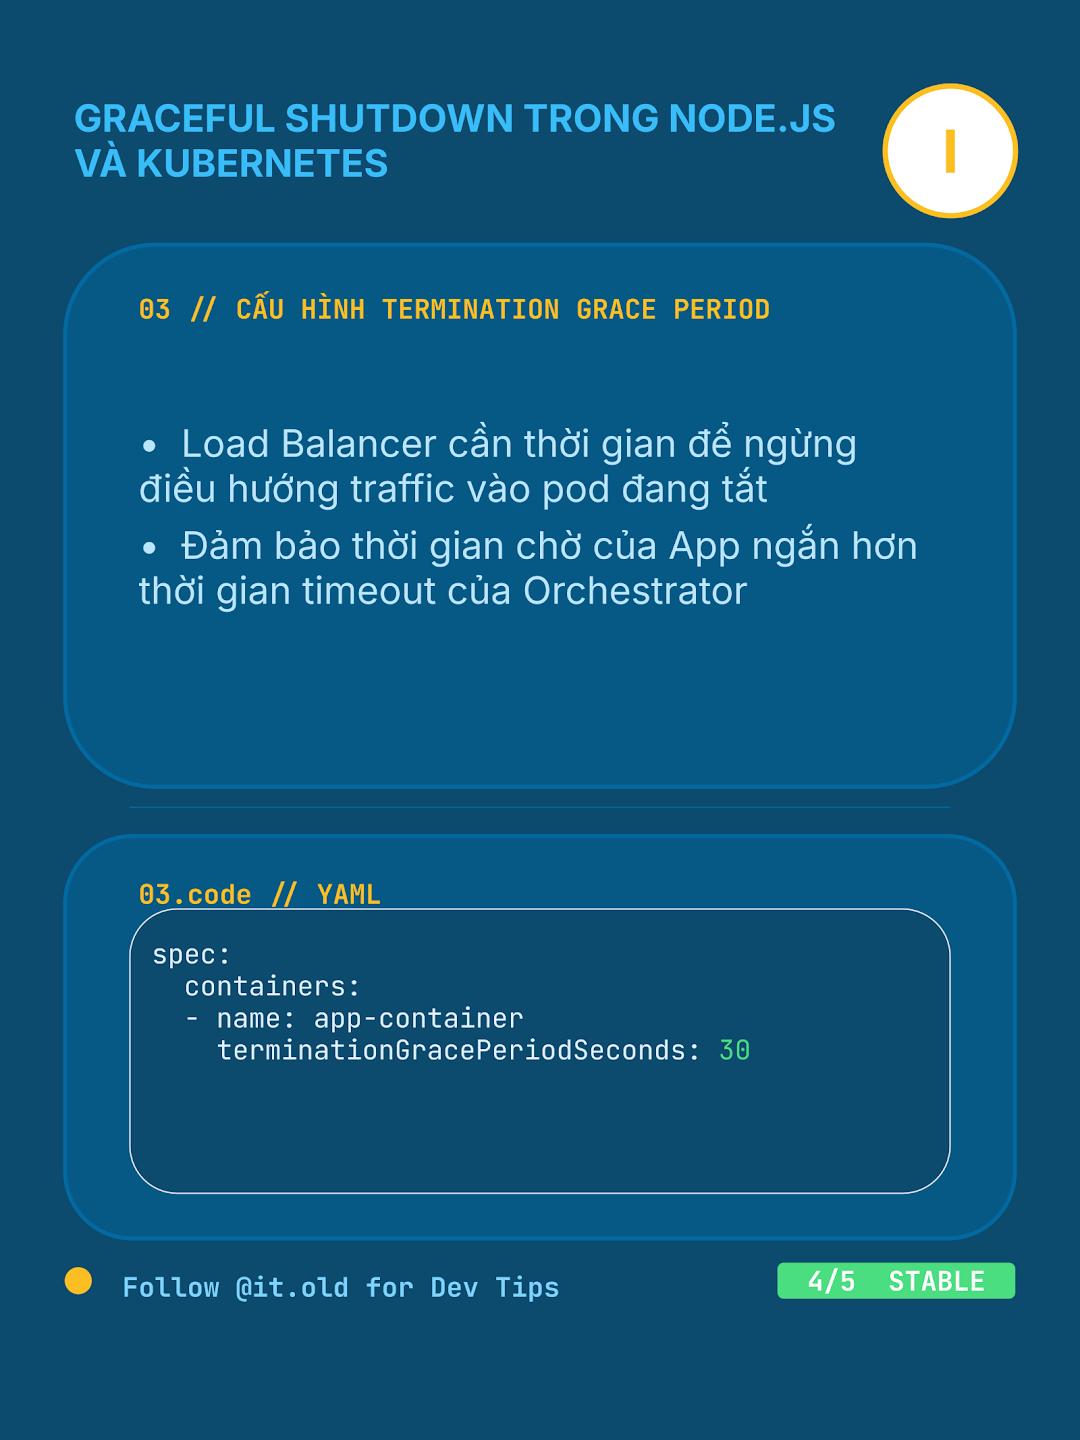 GRACEFUL SHUTDOWN TRONG NODE.JS
VÀ KUBERNETES
I
03 // CẤU HÌNH TERMINATION GRACE PERIOD
• Load Balancer cần thời gian để ngừng
điều hướng traffic vào pod đang tắt
• Đảm bảo thời gian chờ của App ngắn hơn
thời gian timeout của Orchestrator
03.code // YAML
spec:
  containers:
  - name: app-container
    terminationGracePeriodSeconds: 30
Follow @it.old for Dev Tips
4/5 STABLE